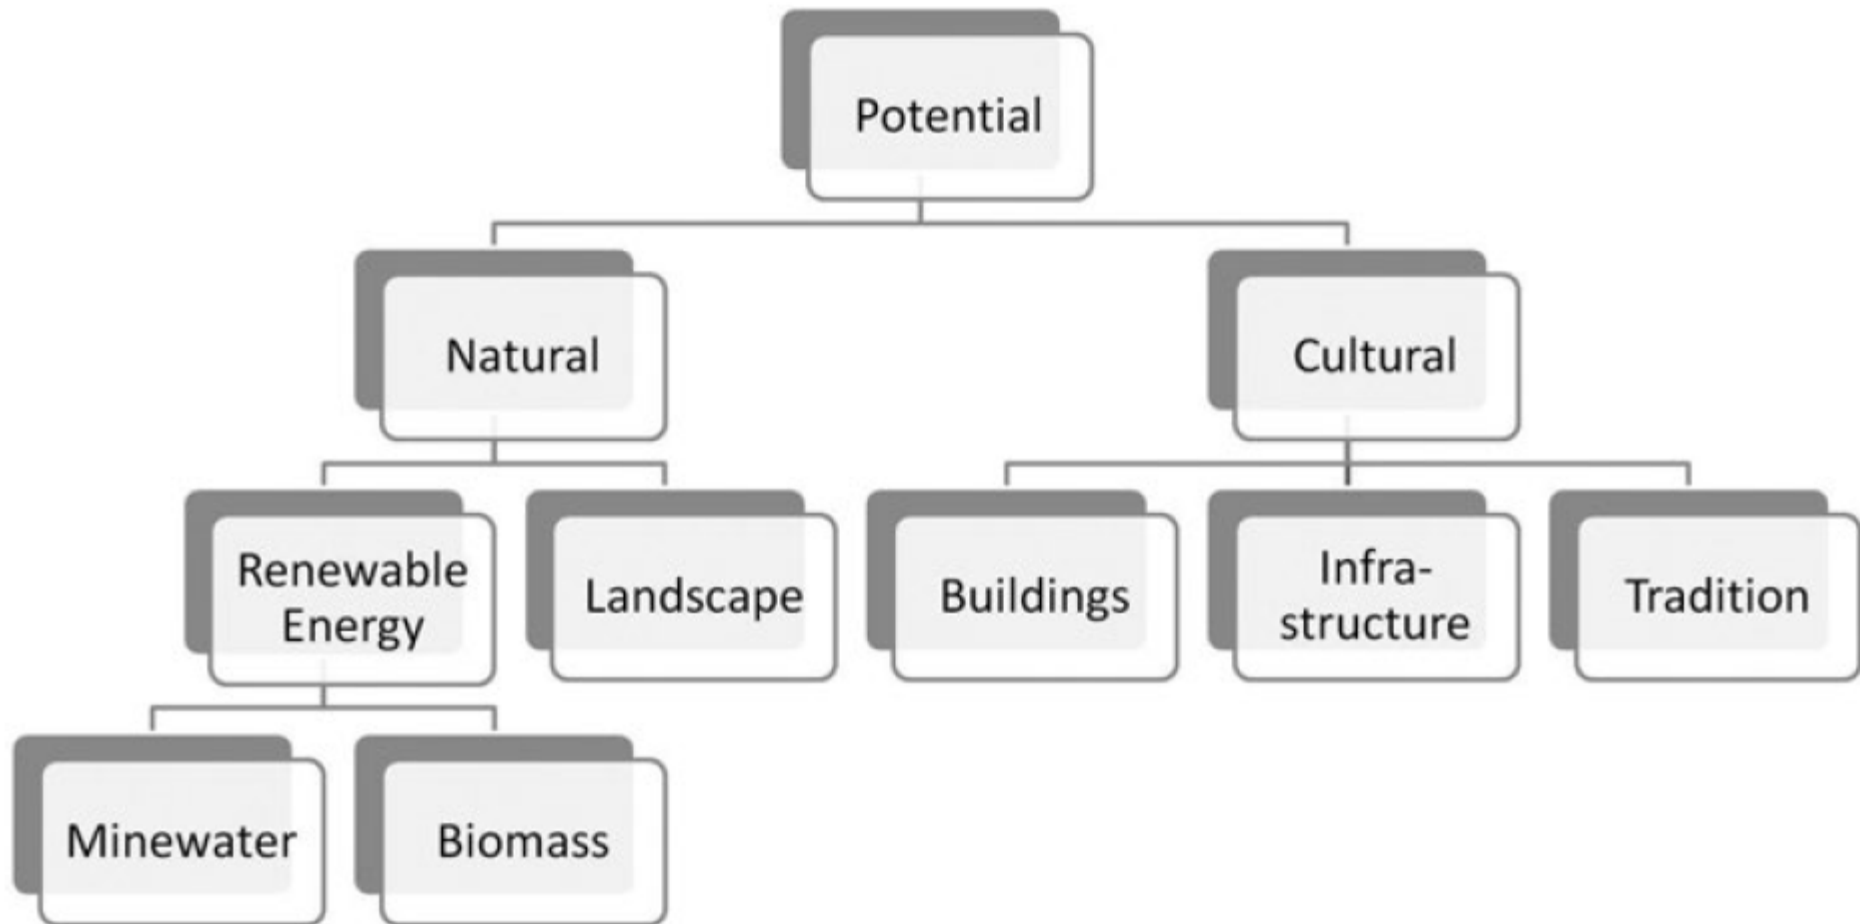 Potential
Natural
Cultural
Renewable
Energy
Landscape
Buildings
Infra-
structure
Tradition
Minewater
Biomass